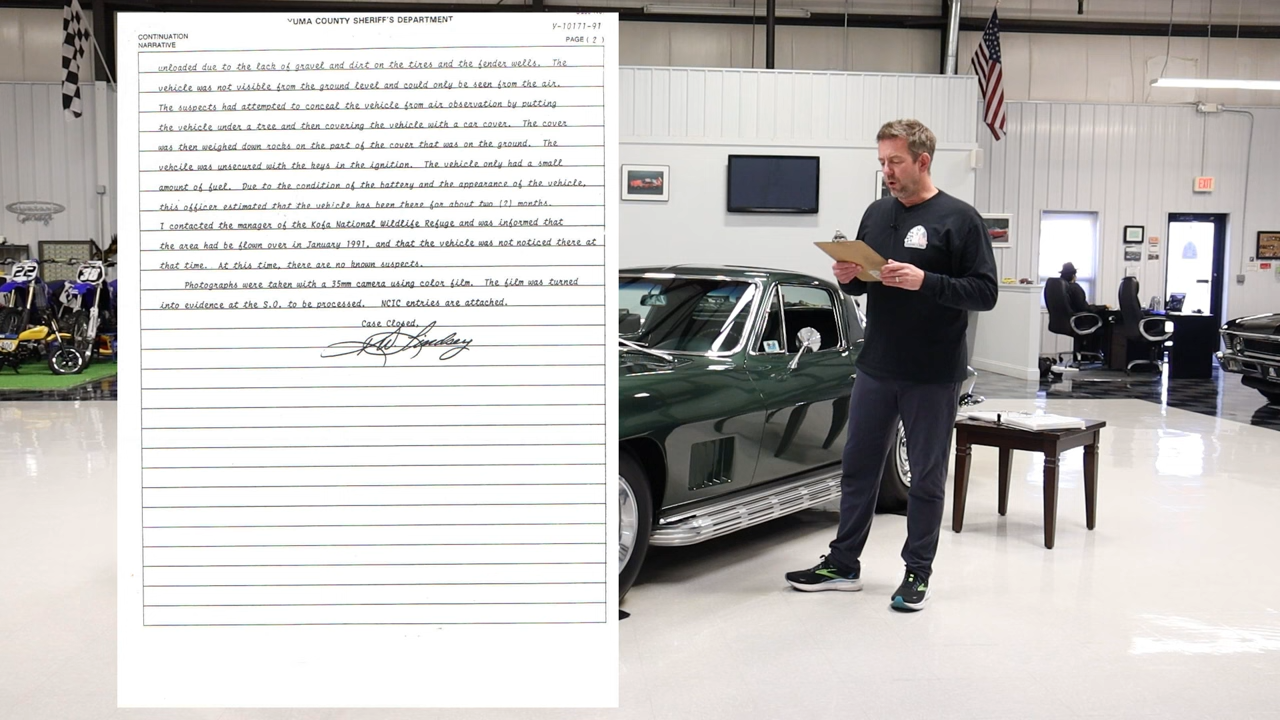 YUMA COUNTY SHERIFF'S DEPARTMENT
Y-10171-91
CONTINUATION
NARRATIVE
PAGE ( 2 )
unloaded due to the lack of gravel and dirt on the tires and the fender wells. The
vehicle was not visible from the ground level and could only be seen from the air.
The suspects had attempted to conceal the vehicle from air observation by putting
the vehicle under a tree and then covering the vehicle with a car cover. The cover
was then weighed down rocks on the part of the cover that was on the ground. The
vehcile was unsecured with the keys in the ignition. The vehicle only had a small
amount of fuel. Due to the condition of the battery and the appearance of the vehicle,
this officer estimated that the vehicle has been there for about two (2) months.
I contacted the manager of the Kofa National Wildlife Refuge and was informed that
the area had be flown over in January 1991, and that the vehicle was not noticed there at
that time. At this time, there are no known suspects.
Photographs were taken with a 35mm camera using color film. The film was turned
into evidence at the S.O. to be processed. NCIC entries are attached.
Case Closed,
EXIT
22